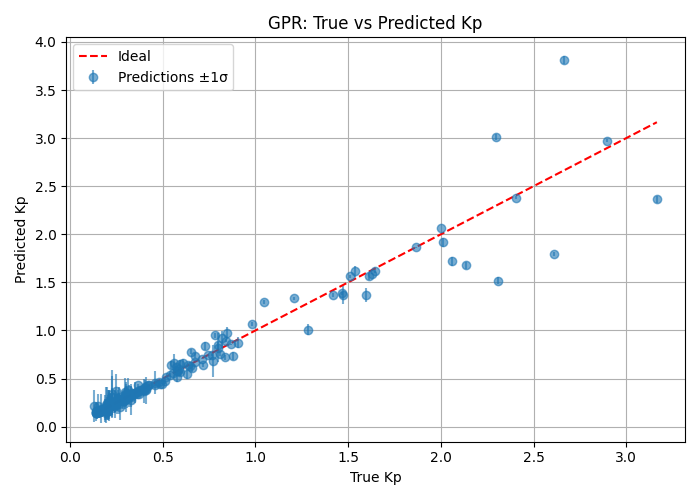 GPR: True vs Predicted Kp
Ideal
Predictions ±1σ
Predicted Kp
4.0
3.5
3.0
2.5
2.0
1.5
1.0
0.5
0.0
0.0 0.5 1.0 1.5 2.0 2.5 3.0
True Kp